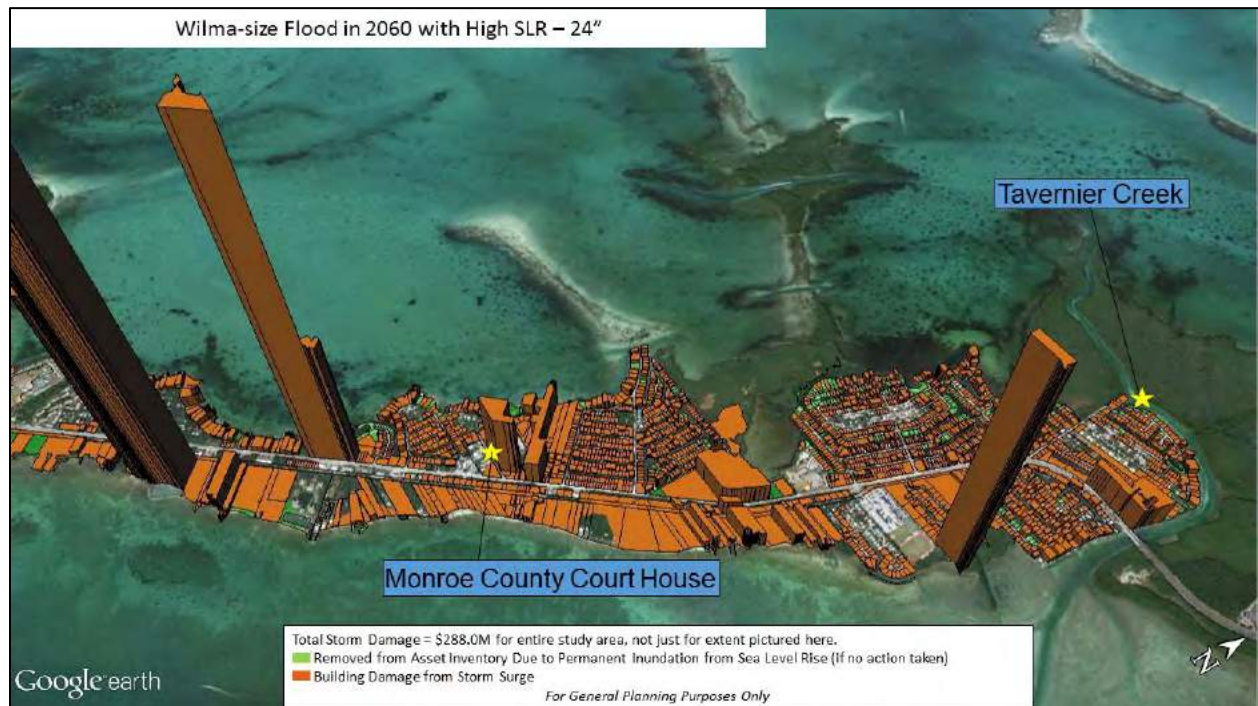 Wilma-size Flood in 2060 with High SLR – 24"
Tavernier Creek
Monroe County Court House
Total Storm Damage = $288.0M for entire study area, not just for extent pictured here.
Removed from Asset Inventory Due to Permanent Inundation from Sea Level Rise (if no action taken)
Building Damage from Storm Surge
For General Planning Purposes Only
Google earth
N